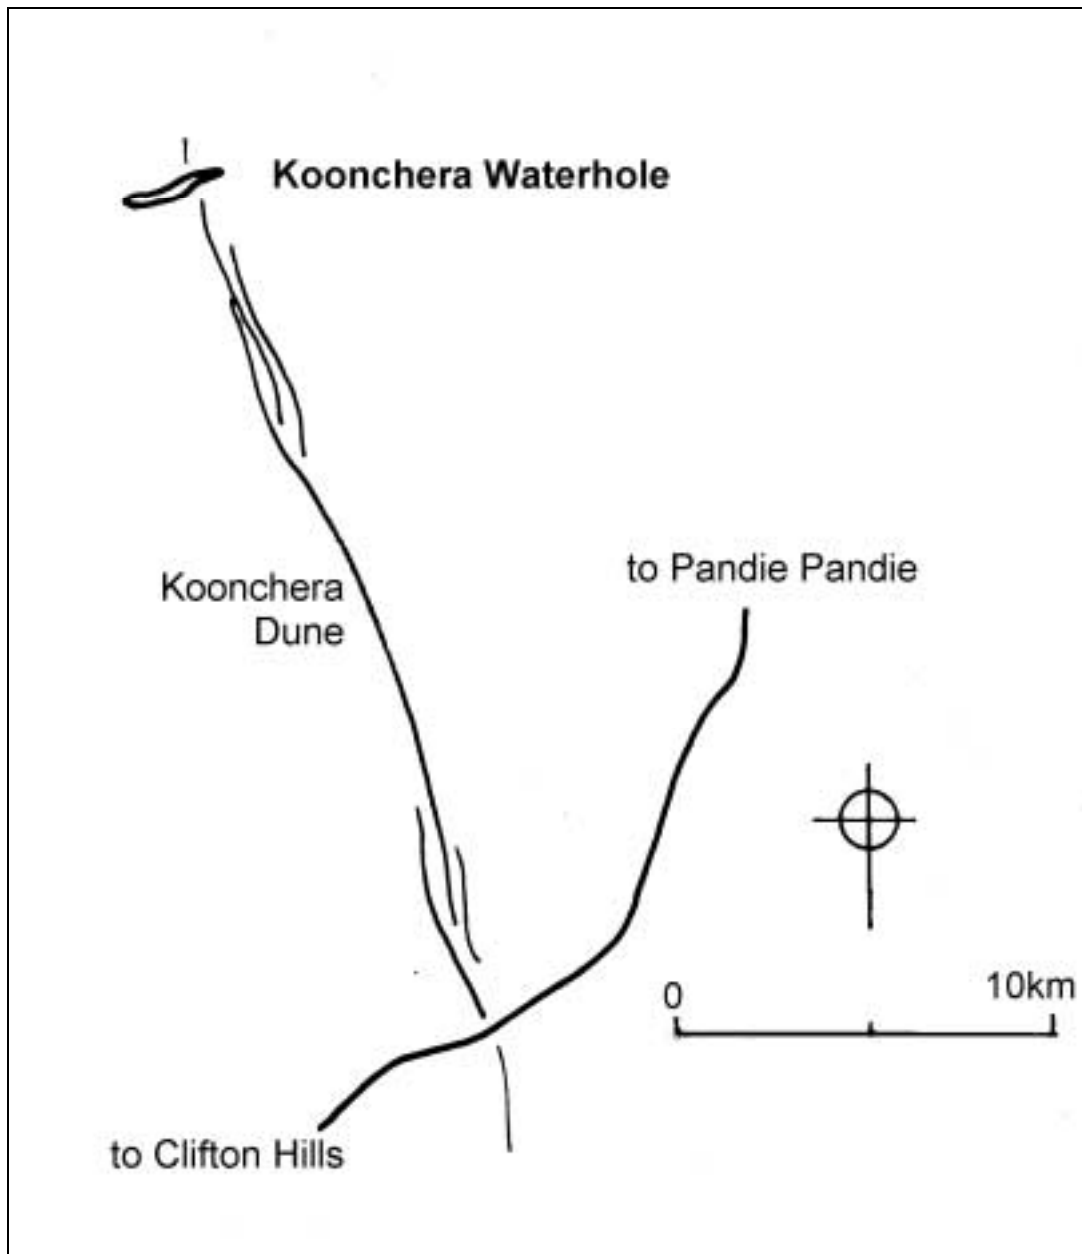 Koonchera Waterhole
to Pandie Pandie
Koonchera
Dune
0
10km
to Clifton Hills